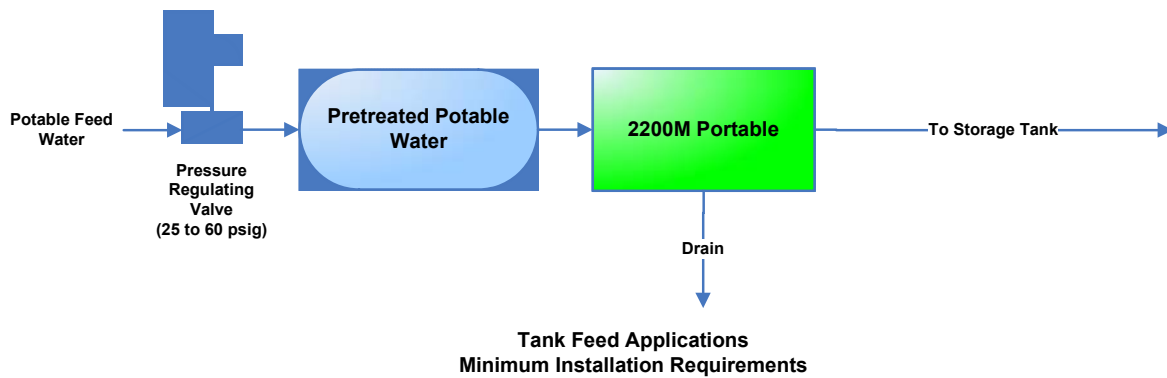 Potable Feed
Water
Pressure
Regulating
Valve
(25 to 60 psig)
Pretreated Potable
Water
2200M Portable
To Storage Tank
Drain
Tank Feed Applications
Minimum Installation Requirements